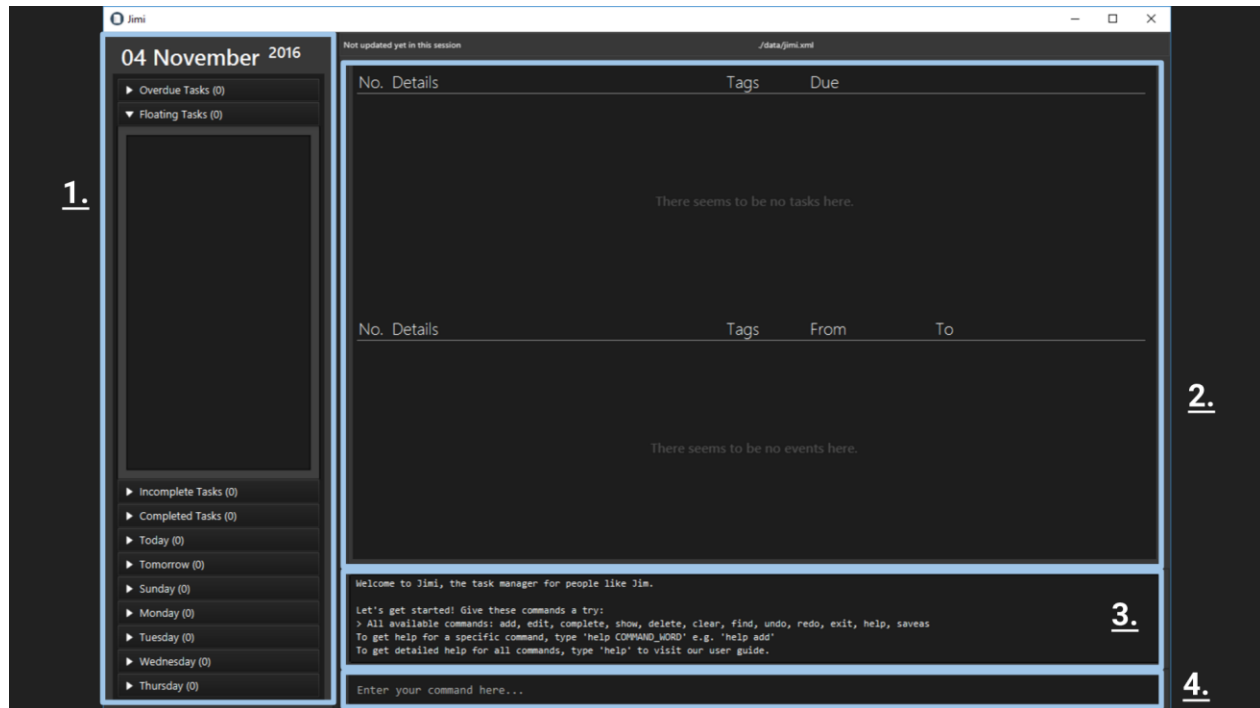 Jimi
04 November 2016
Overdue Tasks (0)
Floating Tasks (0)
1.
Incomplete Tasks (0)
Completed Tasks (0)
Today (0)
Tomorrow (0)
Sunday (0)
Monday (0)
Tuesday (0)
Wednesday (0)
Thursday (0)
Not updated yet in this session ./data/jimi.xml
No. Details Tags Due
There seems to be no tasks here.
No. Details Tags From To
There seems to be no events here.
2.
Welcome to Jimi, the task manager for people like Jim.
Let's get started! Give these commands a try:
> All available commands: add, edit, complete, show, delete, clear, find, undo, redo, exit, help, saveas
To get help for a specific command, type 'help COMMAND_WORD' e.g. 'help add'
To get detailed help for all commands, type 'help' to visit our user guide.
3.
Enter your command here...
4.